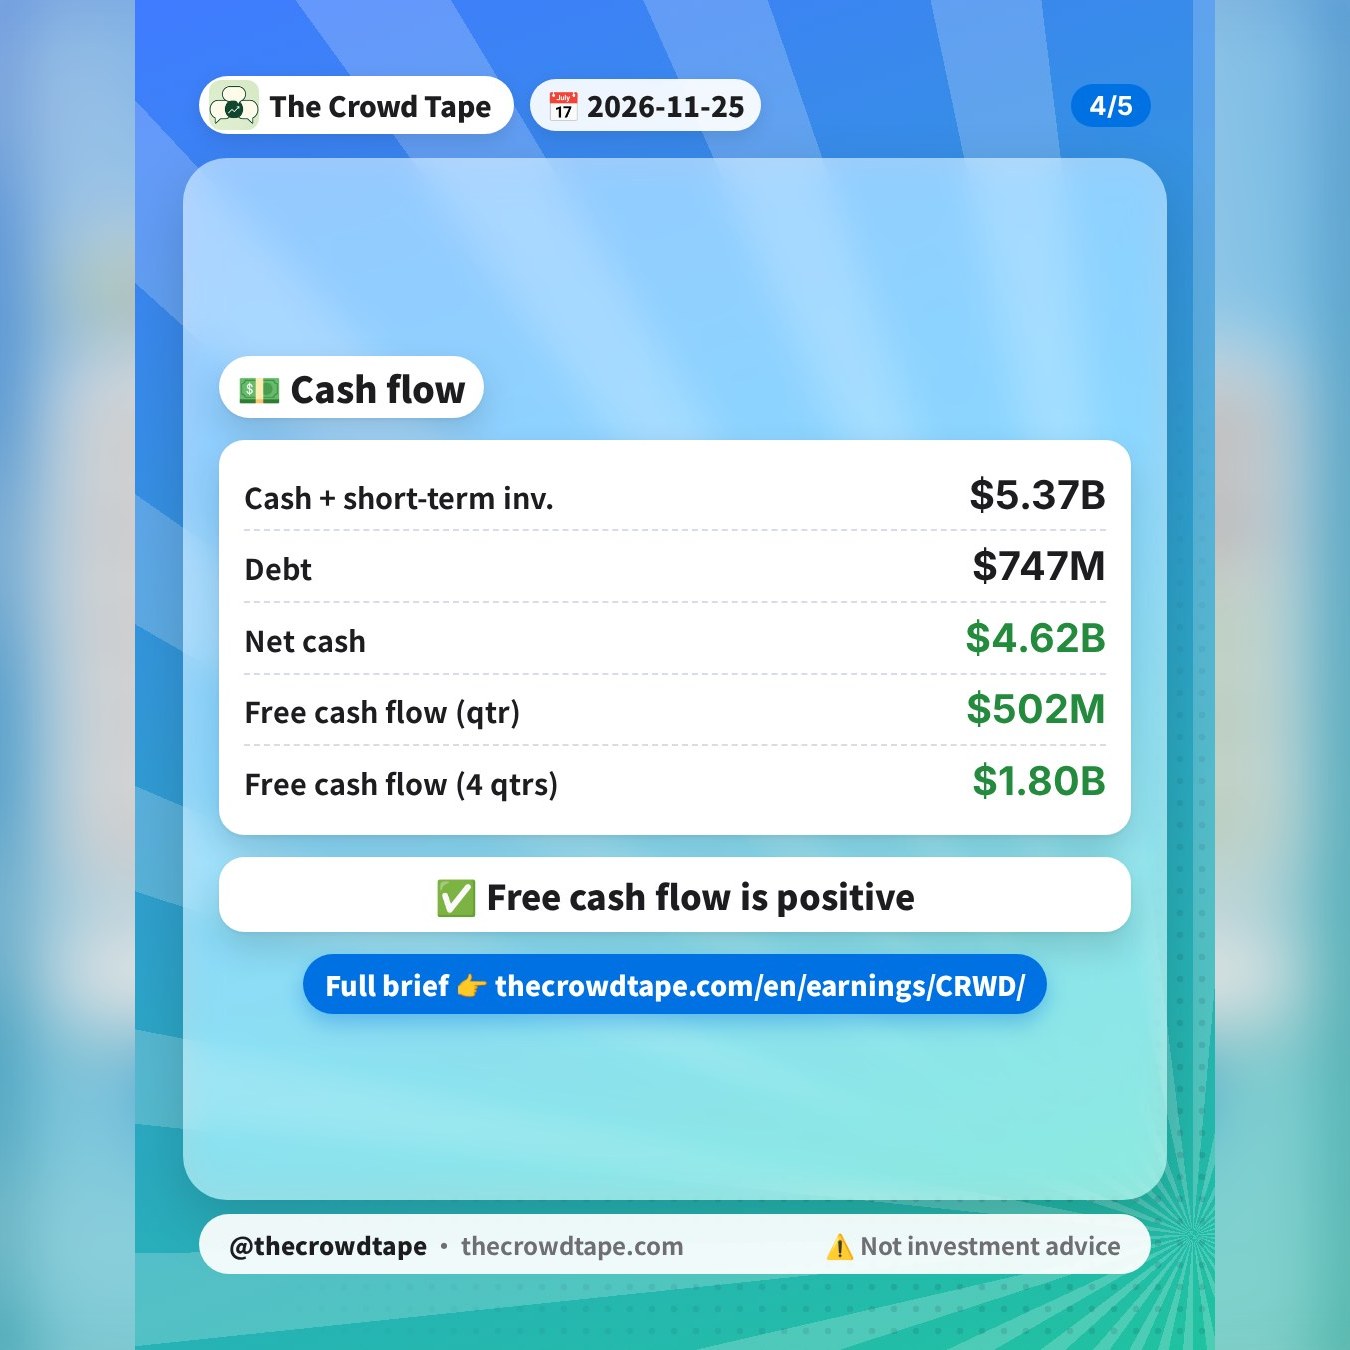 The Crowd Tape
📅 2026-11-25
4/5
💵 Cash flow
Cash + short-term inv. $5.37B
Debt $747M
Net cash $4.62B
Free cash flow (qtr) $502M
Free cash flow (4 qtrs) $1.80B
✅ Free cash flow is positive
Full brief 👉 thecrowdtape.com/en/earnings/CRWD/
@thecrowdtape • thecrowdtape.com ⚠️ Not investment advice